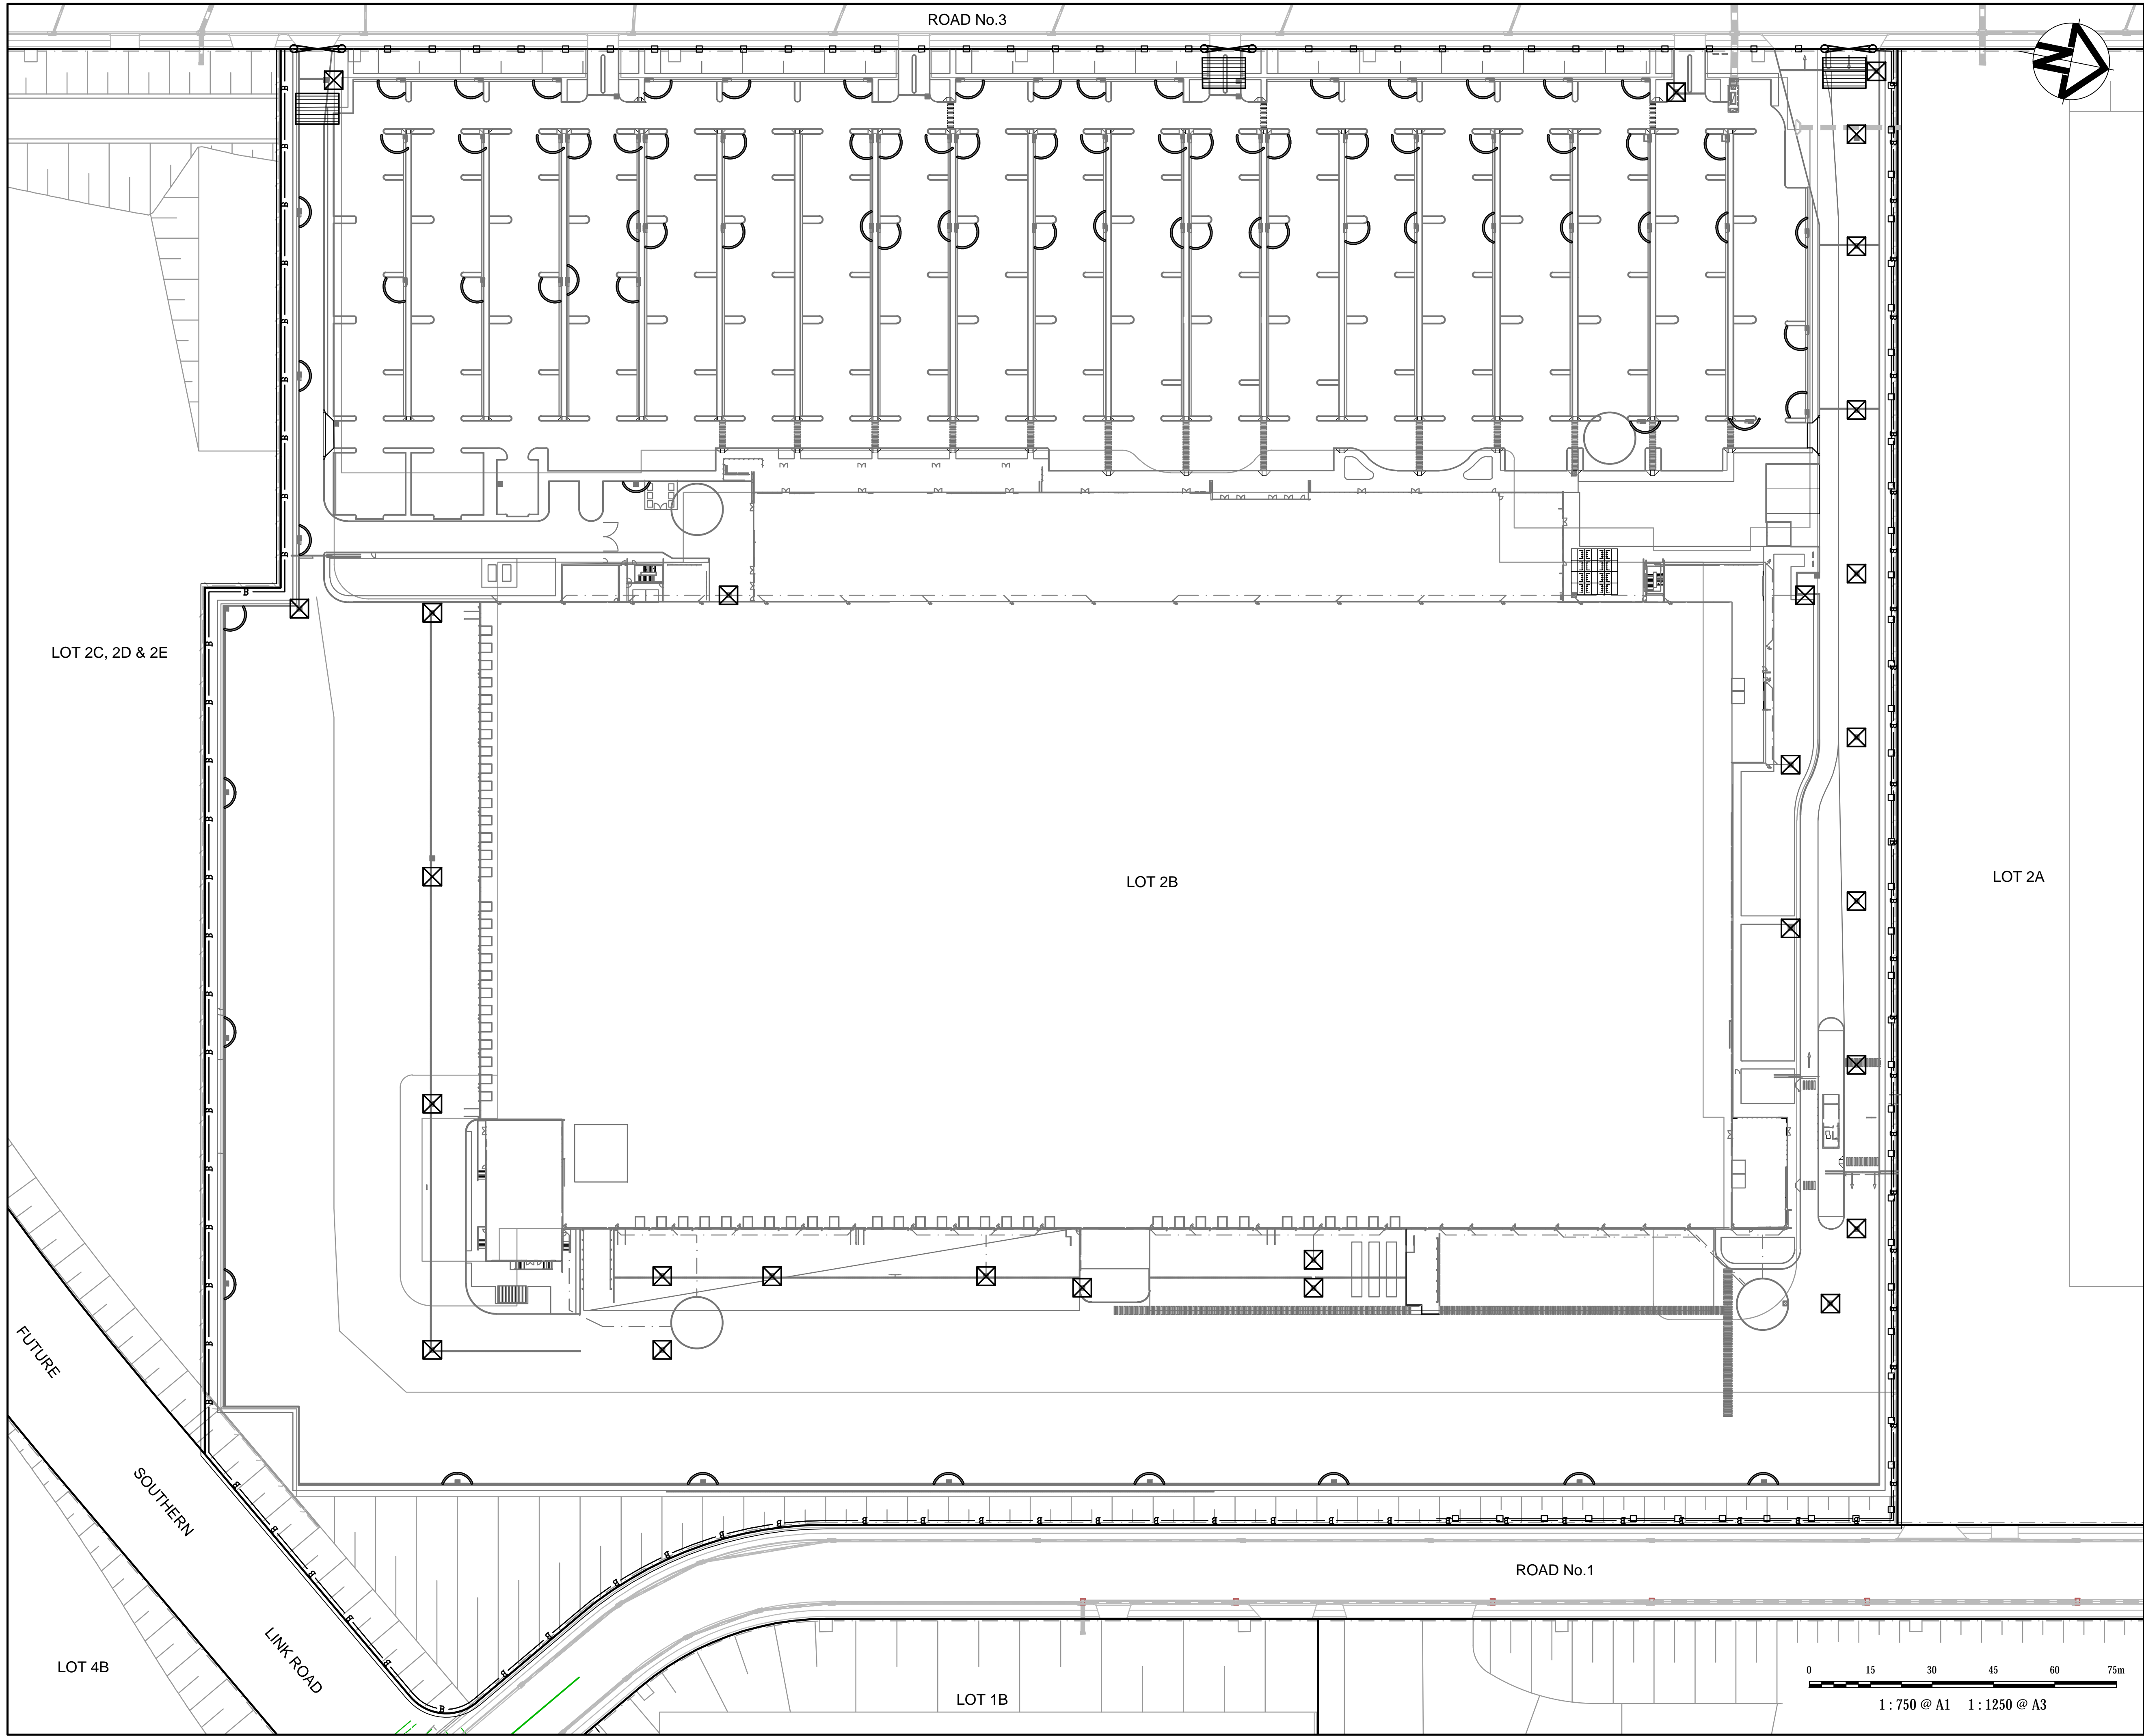 ROAD No.3
N
LOT 2C, 2D & 2E
LOT 2B
LOT 2A
FUTURE
SOUTHERN
LINK ROAD
ROAD No.1
LOT 4B
LOT 1B
0 15 30 45 60 75m
1 : 750 @ A1 1 : 1250 @ A3